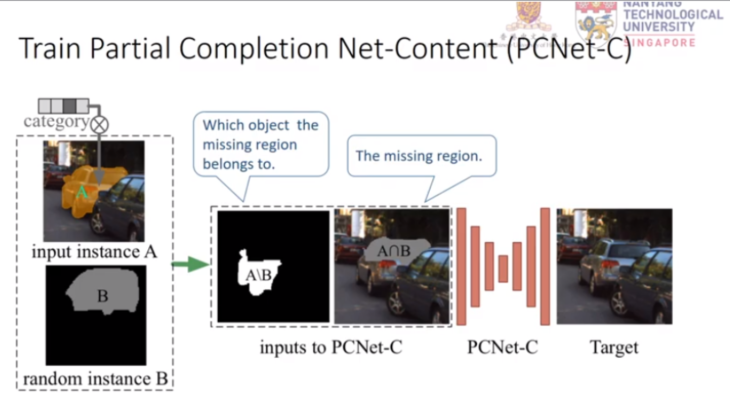 NANYANG
TECHNOLOGICAL
UNIVERSITY
SINGAPORE
Train Partial Completion Net-Content (PCNet-C)
category
Which object the
missing region
belongs to.
The missing region.
A
input instance A
B
random instance B
A\B
A∩B
inputs to PCNet-C
PCNet-C
Target